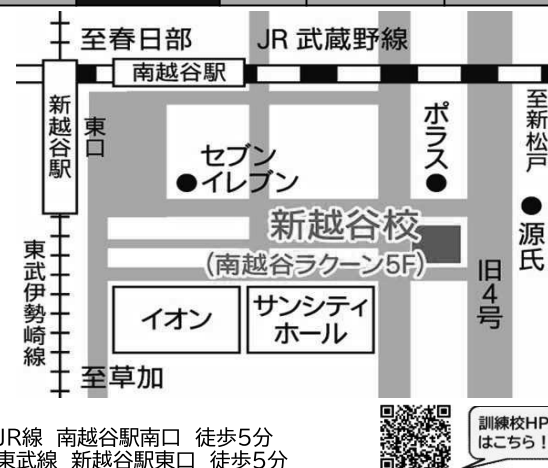 至春日部
JR 武蔵野線
南越谷駅
新越谷駅
東口
セブン
イレブン
ポラス
至新松戸
源氏
新越谷校
(南越谷ラクーン5F)
旧4号
東武伊勢崎線
イオン
サンシティ
ホール
至草加
JR線 南越谷駅南口 徒歩5分
東武線 新越谷駅東口 徒歩5分
訓練校HP
はこちら!